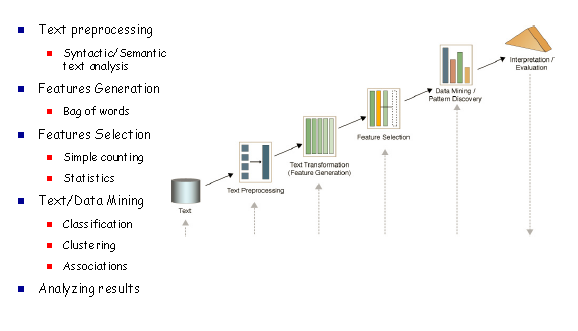 Text preprocessing
Syntactic/Semantic
text analysis
Features Generation
Bag of words
Features Selection
Simple counting
Statistics
Text/Data Mining
Classification
Clustering
Associations
Analyzing results
Text
Text Preprocessing
Text Transformation
(Feature Generation)
Feature Selection
Data Mining /
Pattern Discovery
Interpretation /
Evaluation